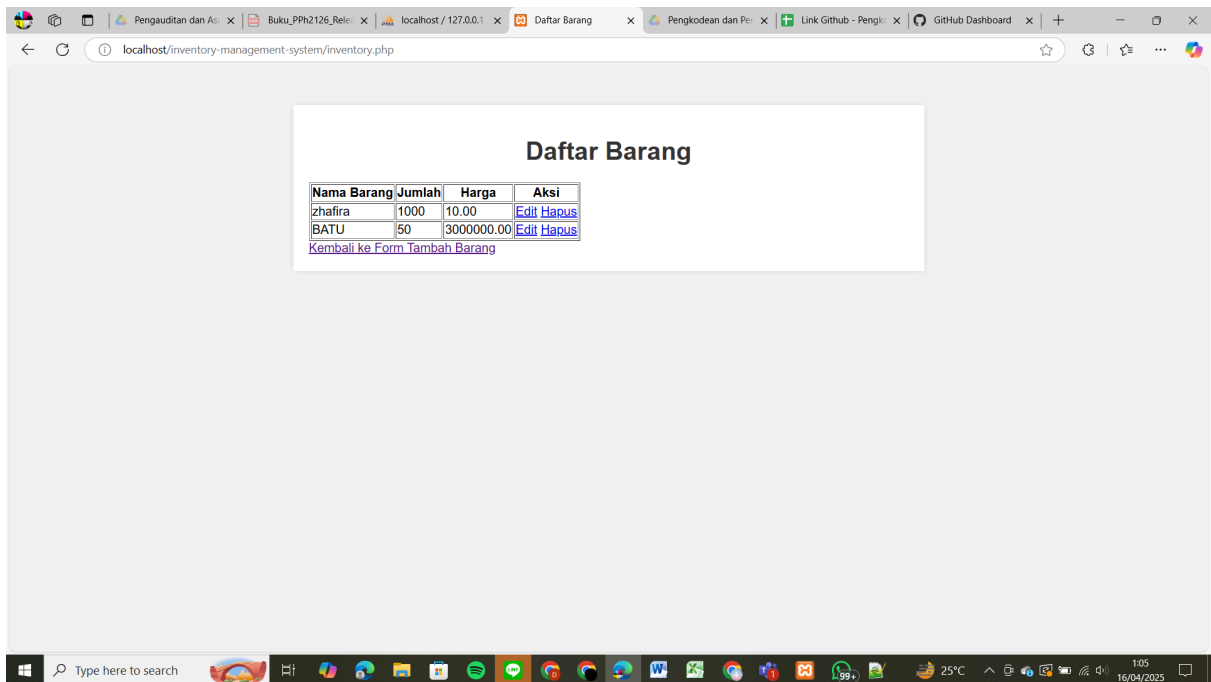 Pengauditan dan As
Buku_PPh2126_Relea
localhost / 127.0.0.1
Daftar Barang
Pengkodean dan Pe
Link Github - Pengk
GitHub Dashboard
localhost/inventory-management-system/inventory.php
Daftar Barang
Nama Barang Jumlah Harga Aksi
zhafira 1000 10.00 Edit Hapus
BATU 50 3000000.00 Edit Hapus
Kembali ke Form Tambah Barang
Type here to search
99+
25°C
1:05
16/04/2025